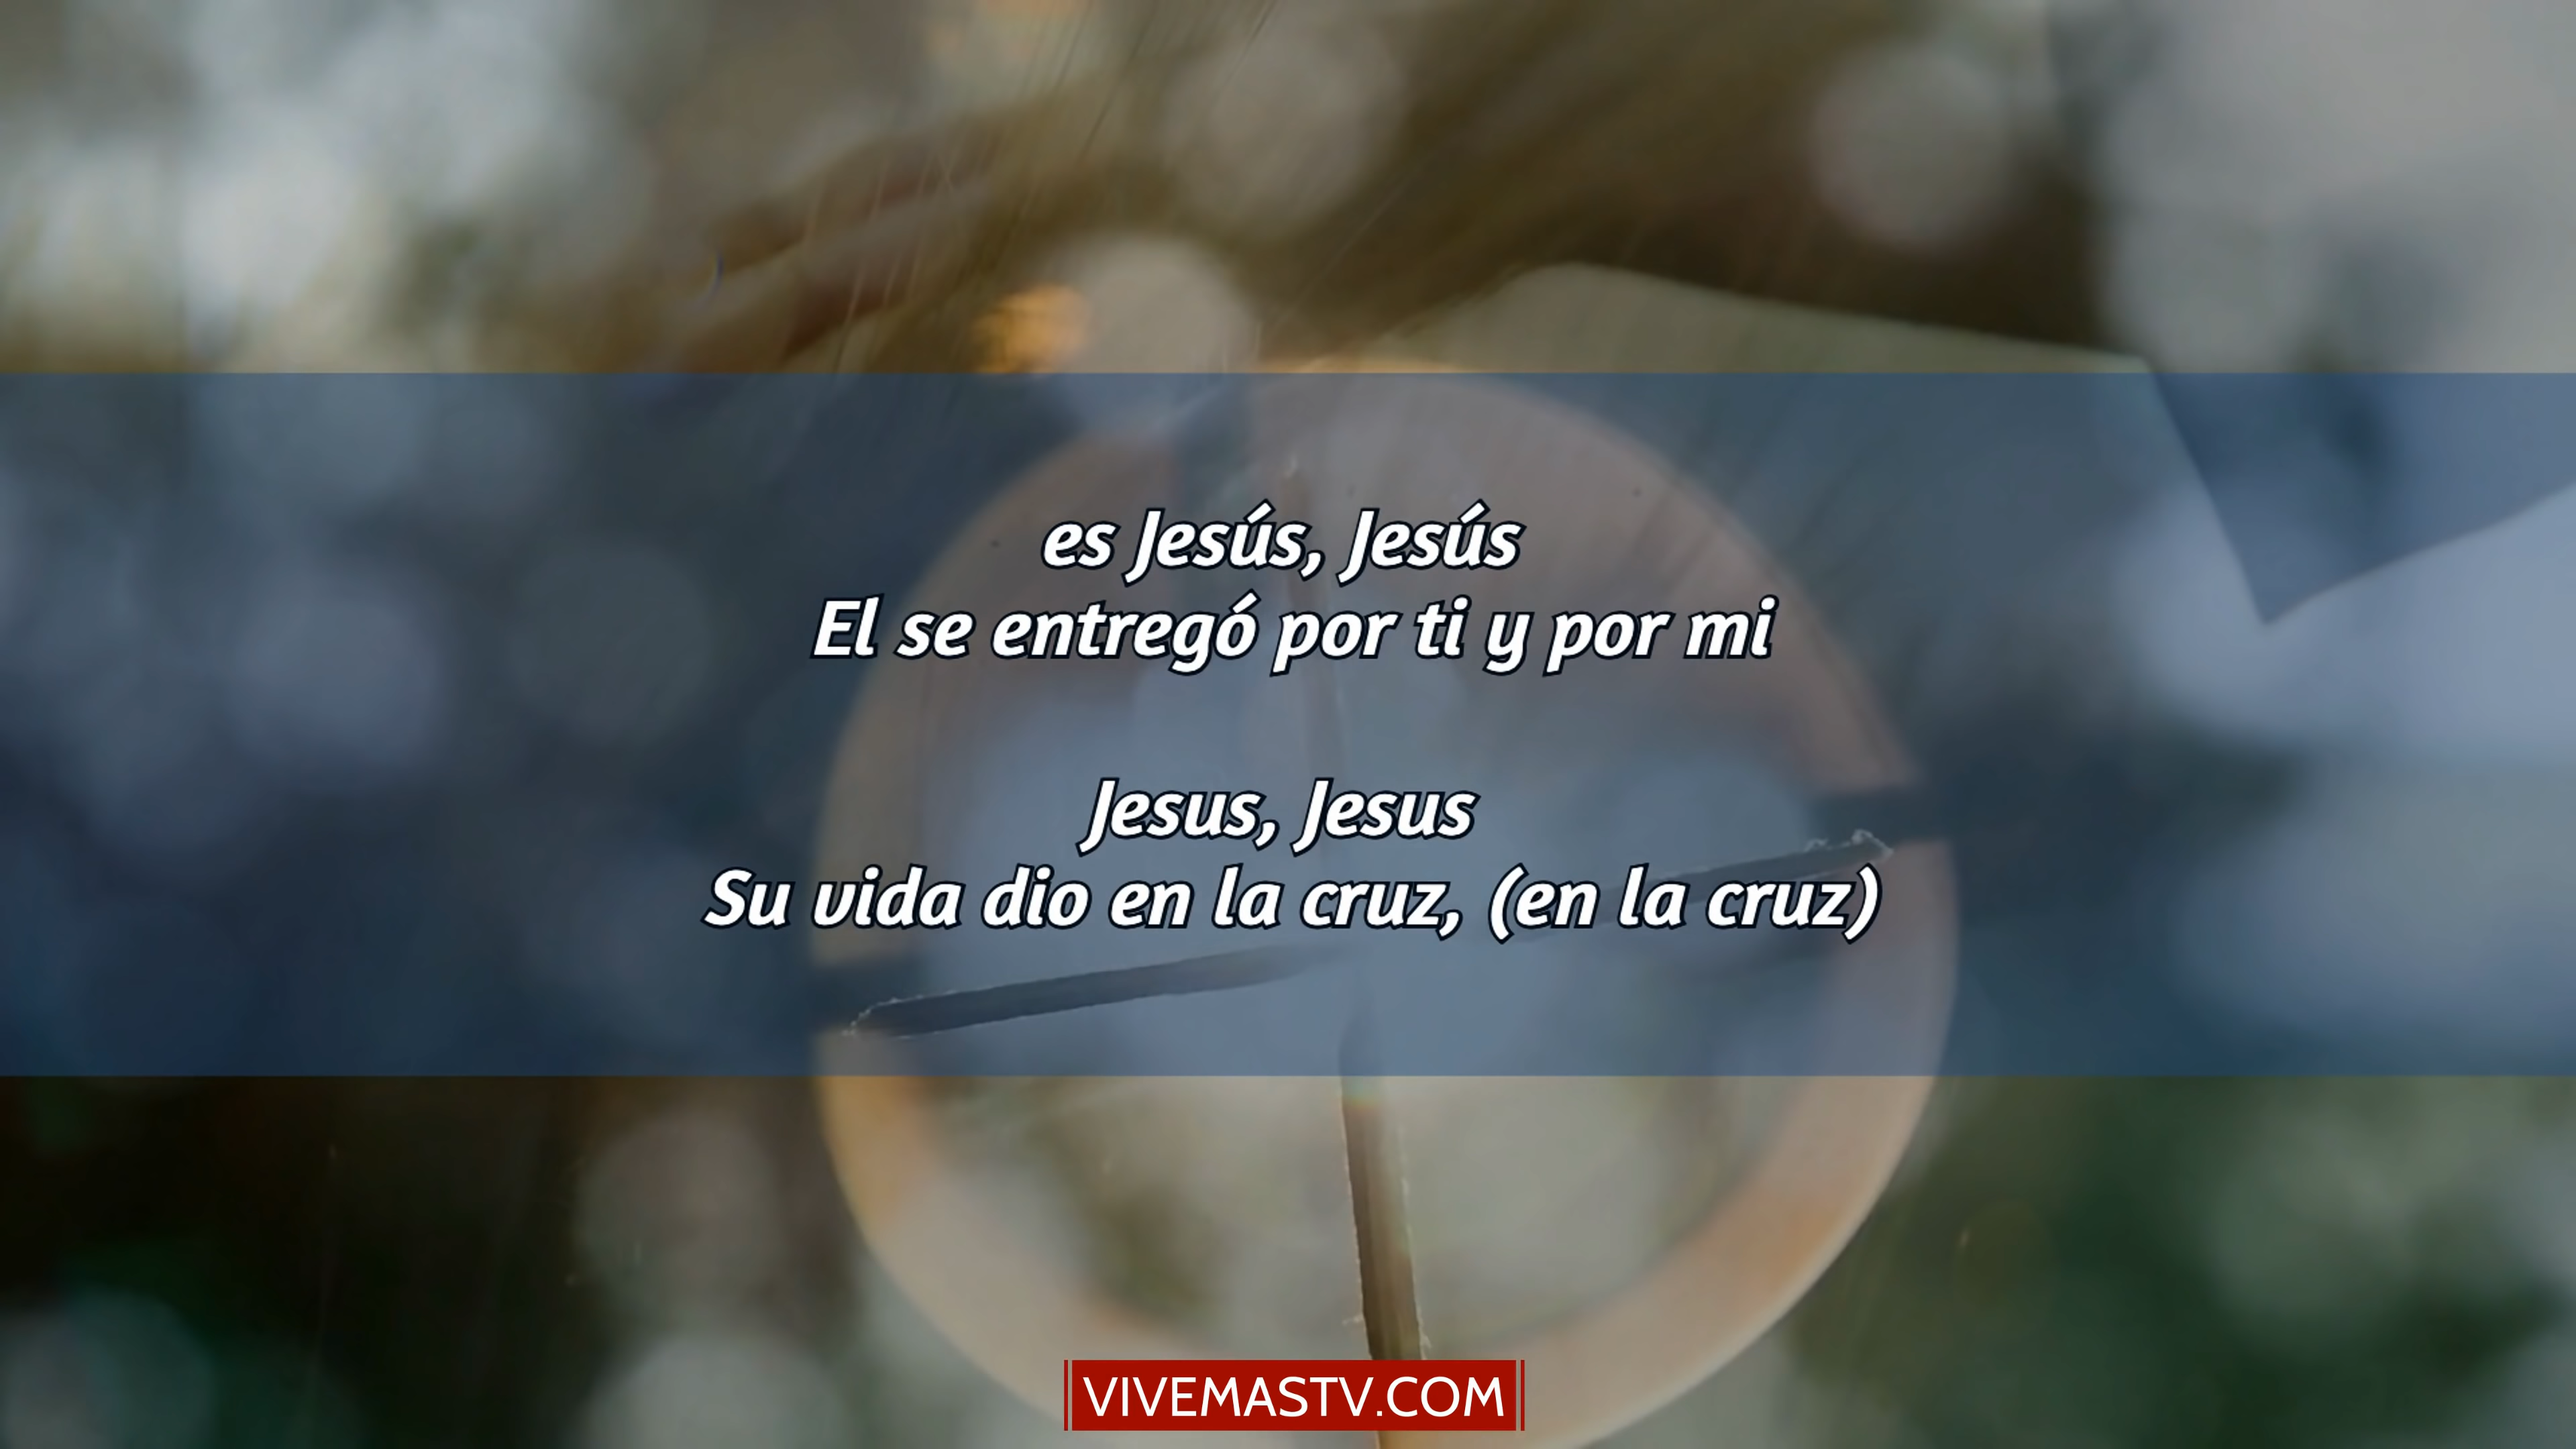 es Jesús, Jesús
El se entregó por ti y por mi
Jesus, Jesus
Su vida dio en la cruz, (en la cruz)
VIVEMASTV.COM